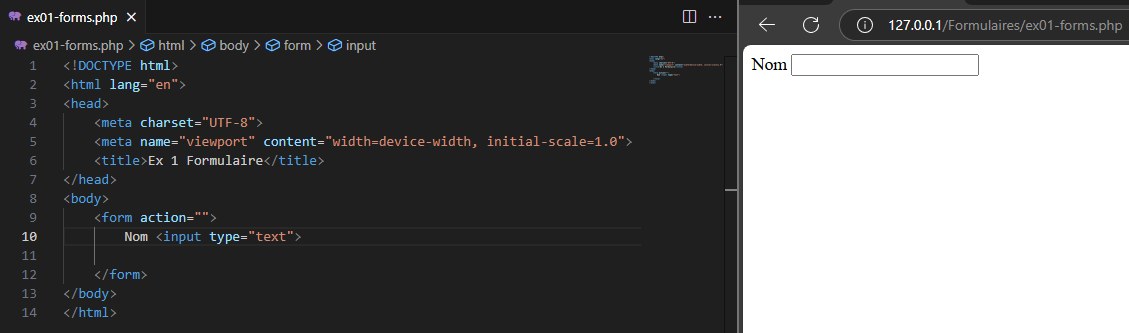 ex01-forms.php
ex01-forms.php > html > body > form > input
1 <!DOCTYPE html>
2 <html lang="en">
3 <head>
4 <meta charset="UTF-8">
5 <meta name="viewport" content="width=device-width, initial-scale=1.0">
6 <title>Ex 1 Formulaire</title>
7 </head>
8 <body>
9 <form action="">
10 Nom <input type="text">
11
12 </form>
13 </body>
14 </html>
127.0.0.1/Formulaires/ex01-forms.php
Nom